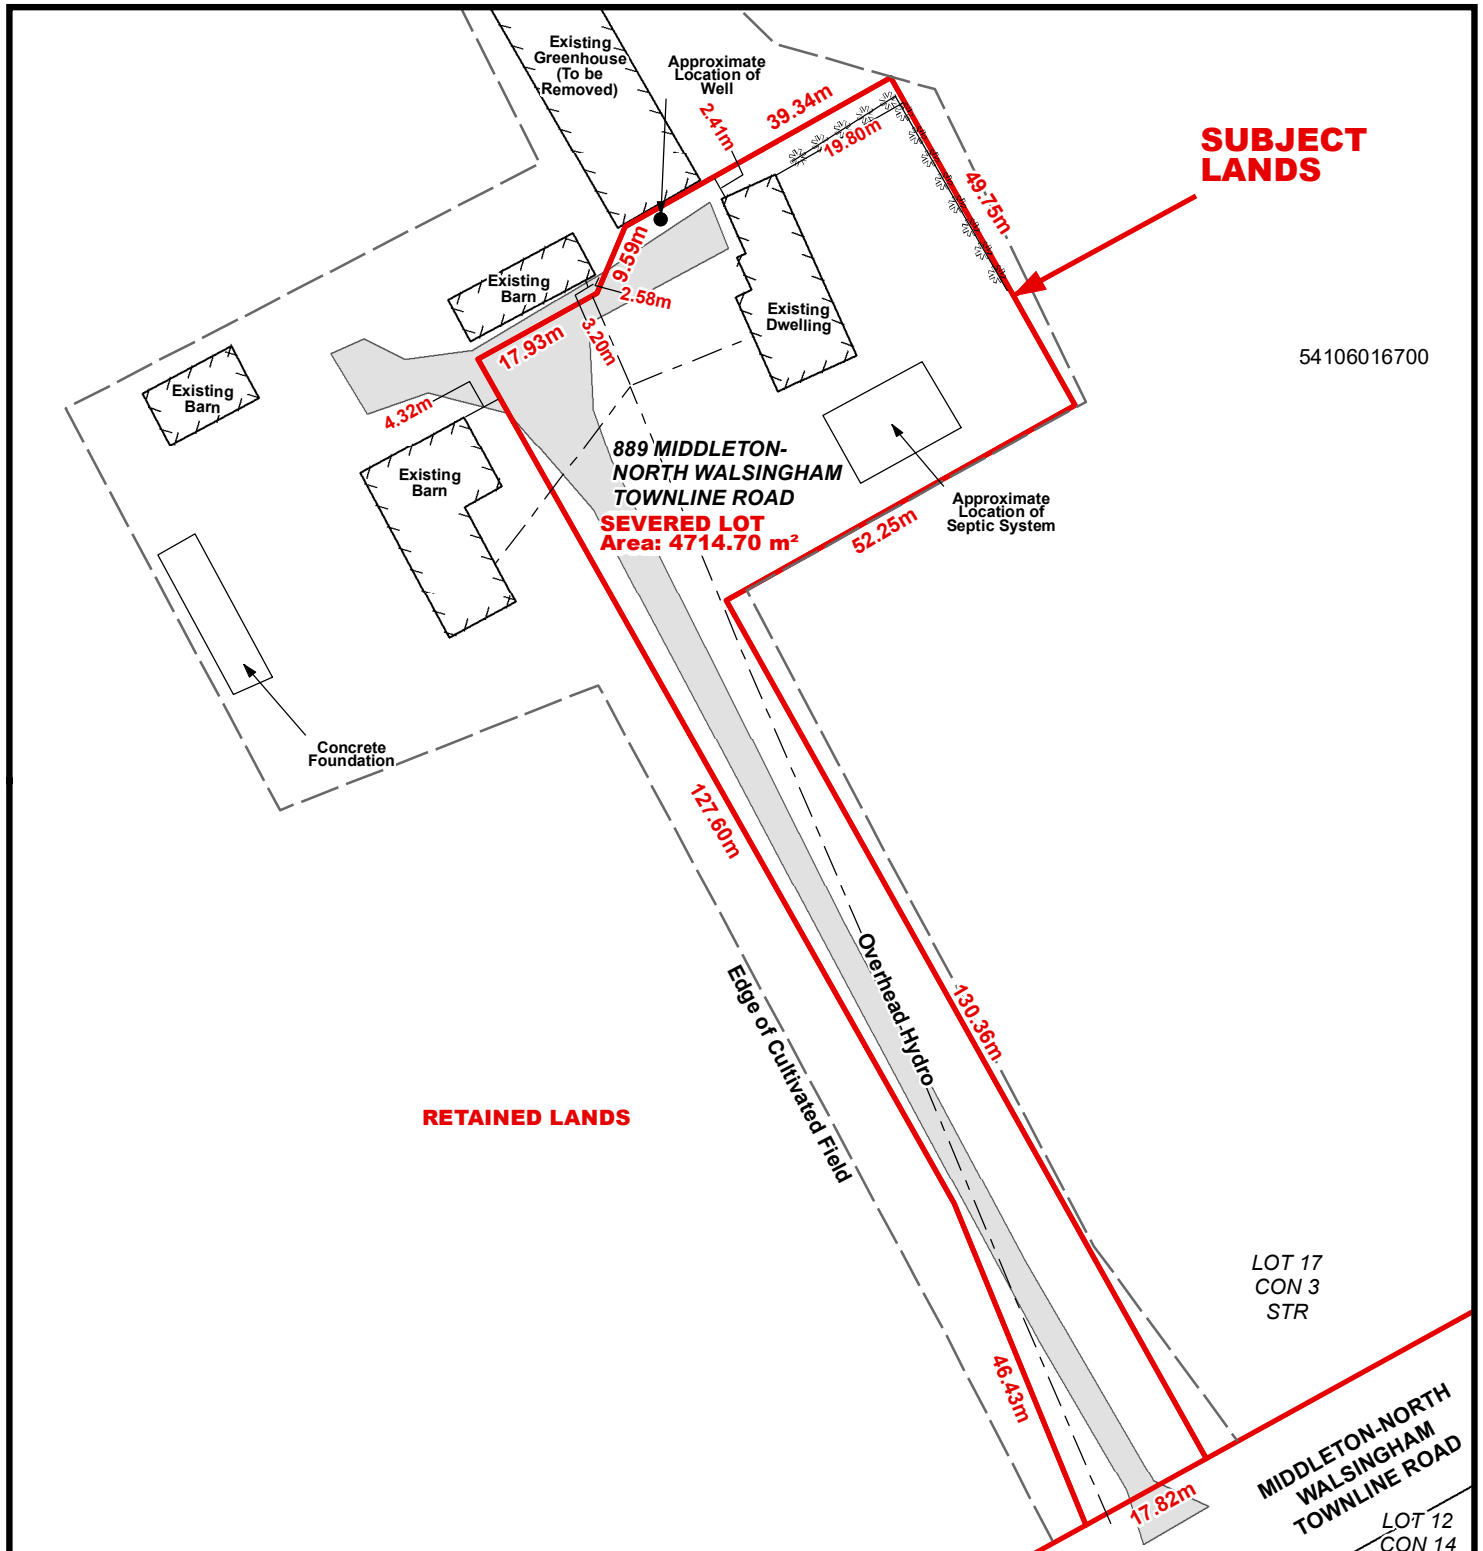 Existing
Greenhouse
(To be
Removed)
Approximate
Location of
Well
2.41m
39.34m
19.80m
SUBJECT
LANDS
49.75m
9.59m
Existing
Barn
2.58m
Existing
Dwelling
3.20m
17.93m
54106016700
Existing
Barn
4.32m
889 MIDDLETON-
NORTH WALSINGHAM
TOWNLINE ROAD
SEVERED LOT
Area: 4714.70 m²
Existing
Barn
Approximate
Location of
Septic System
52.25m
Concrete
Foundation
127.60m
Overhead Hydro
130.36m
Edge of Cultivated Field
RETAINED LANDS
LOT 17
CON 3
STR
46.43m
17.82m
MIDDLETON-NORTH
WALSINGHAM
TOWNLINE ROAD
LOT 12
CON 14